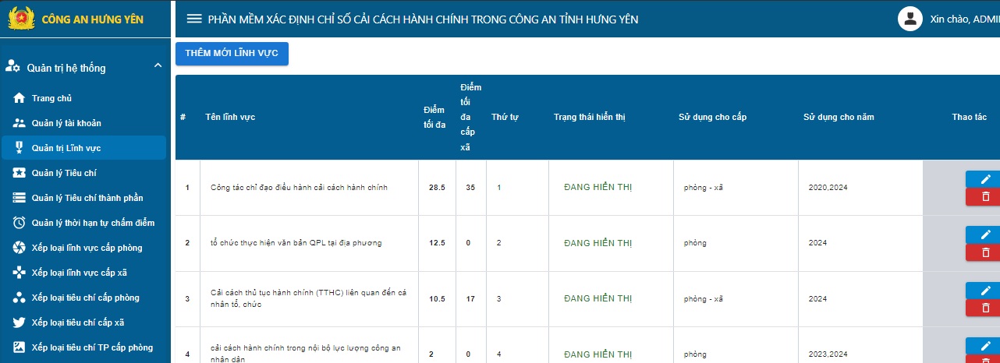 CÔNG AN HƯNG YÊN
PHẦN MỀM XÁC ĐỊNH CHỈ SỐ CẢI CÁCH HÀNH CHÍNH TRONG CÔNG AN TỈNH HƯNG YÊN
Xin chào, ADMI
Quản trị hệ thống
Trang chủ
Quản lý tài khoản
Quản trị Lĩnh vực
Quản lý Tiêu chí
Quản lý Tiêu chí thành phần
Quản lý thời hạn tự chấm điểm
Xếp loại lĩnh vực cấp phòng
Xếp loại lĩnh vực cấp xã
Xếp loại tiêu chí cấp phòng
Xếp loại tiêu chí cấp xã
Xếp loại tiêu chí TP cấp phòng
THÊM MỚI LĨNH VỰC
# Tên lĩnh vực
Điểm
tối đa
Điểm
tối
đa
cấp
xã
Thứ tự Trạng thái hiển thị Sử dụng cho cấp Sử dụng cho năm Thao tác
1 Công tác chỉ đạo điều hành cải cách hành chính 28.5 35 1 ĐANG HIỂN THỊ phòng - xã 2020,2024
2 tổ chức thực hiện văn bản QPL tại địa phương 12.5 0 2 ĐANG HIỂN THỊ phòng 2024
3 Cải cách thủ tục hành chính (TTHC) liên quan đến cá
nhân tổ, chức 10.5 17 3 ĐANG HIỂN THỊ phòng - xã 2024
4 cải cách hành chính trong nội bộ lực lượng công an
nhân dân 2 0 4 ĐANG HIỂN THỊ phòng 2023,2024